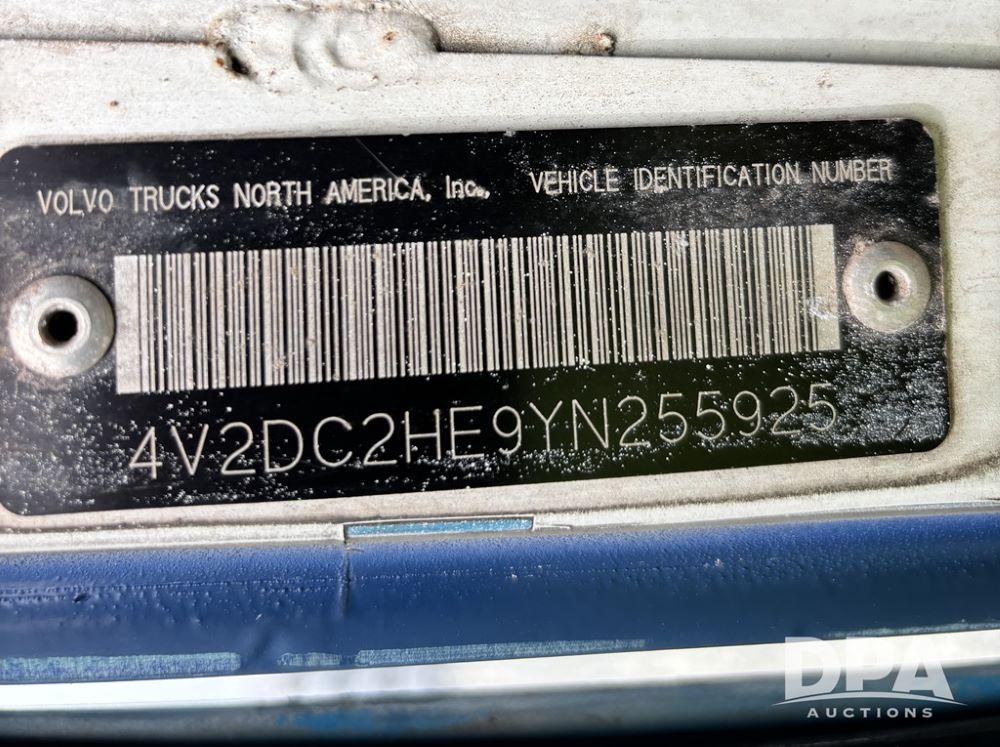 VOLVO TRUCKS NORTH AMERICA, Inc., VEHICLE IDENTIFICATION NUMBER
4V2DC2HE9YN255925
DPA
AUCTIONS